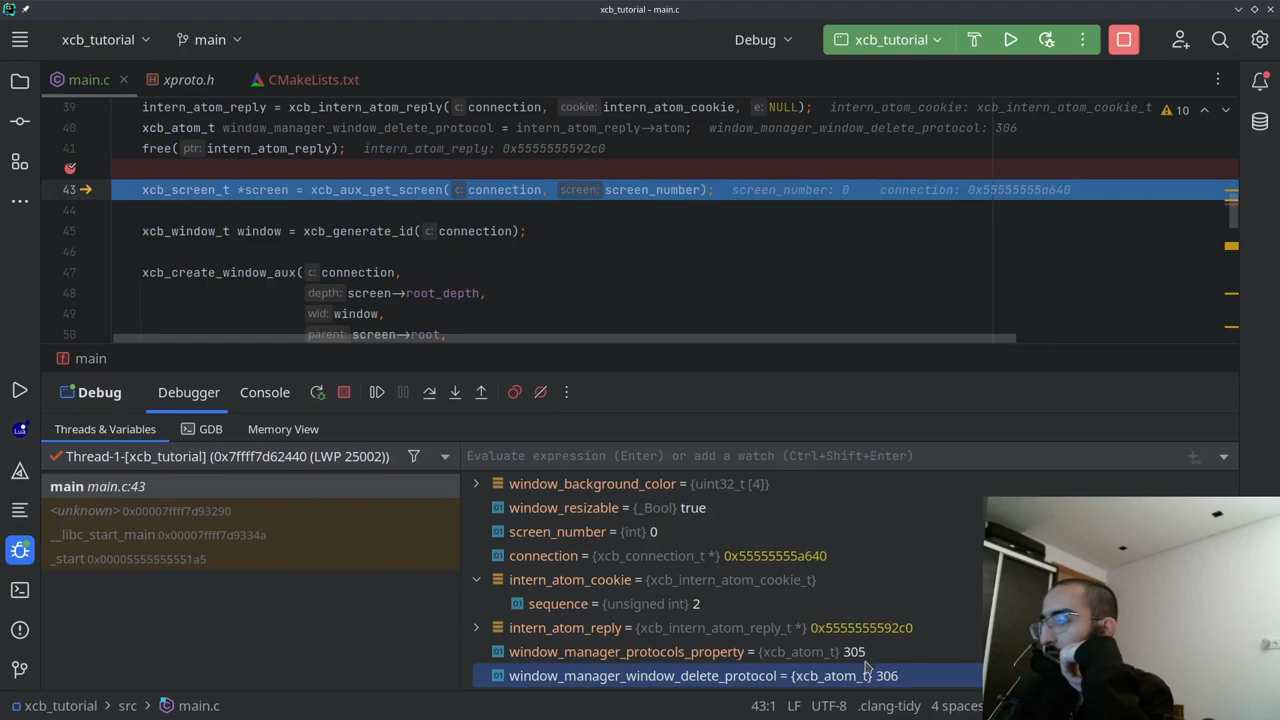 xcb_tutorial – main.c
xcb_tutorial main Debug xcb_tutorial
main.c xproto.h CMakeLists.txt
39 intern_atom_reply = xcb_intern_atom_reply( c: connection, cookie: intern_atom_cookie, e: NULL); intern_atom_cookie: xcb_intern_atom_cookie_t 10
40 xcb_atom_t window_manager_window_delete_protocol = intern_atom_reply→atom; window_manager_window_delete_protocol: 306
41 free( ptr: intern_atom_reply); intern_atom_reply: 0x5555555592c0
43 xcb_screen_t *screen = xcb_aux_get_screen( c: connection, screen: screen_number); screen_number: 0 connection: 0x55555555a640
44
45 xcb_window_t window = xcb_generate_id( c: connection);
46
47 xcb_create_window_aux( c: connection,
48 depth: screen→root_depth,
49 wid: window,
50 parent: screen→root,
main
Debug Debugger Console
Threads & Variables GDB Memory View
Thread-1-[xcb_tutorial] (0x7ffff7d62440 (LWP 25002)) Evaluate expression (Enter) or add a watch (Ctrl+Shift+Enter)
main main.c:43
<unknown> 0x00007ffff7d93290
__libc_start_main 0x00007ffff7d9334a
_start 0x00005555555551a5
window_background_color = {uint32_t [4]}
window_resizable = {_Bool} true
screen_number = {int} 0
connection = {xcb_connection_t *} 0x55555555a640
intern_atom_cookie = {xcb_intern_atom_cookie_t}
sequence = {unsigned int} 2
intern_atom_reply = {xcb_intern_atom_reply_t *} 0x5555555592c0
window_manager_protocols_property = {xcb_atom_t} 305
window_manager_window_delete_protocol = {xcb_atom_t} 306
xcb_tutorial src main.c 43:1 LF UTF-8 .clang-tidy 4 spaces
Lua